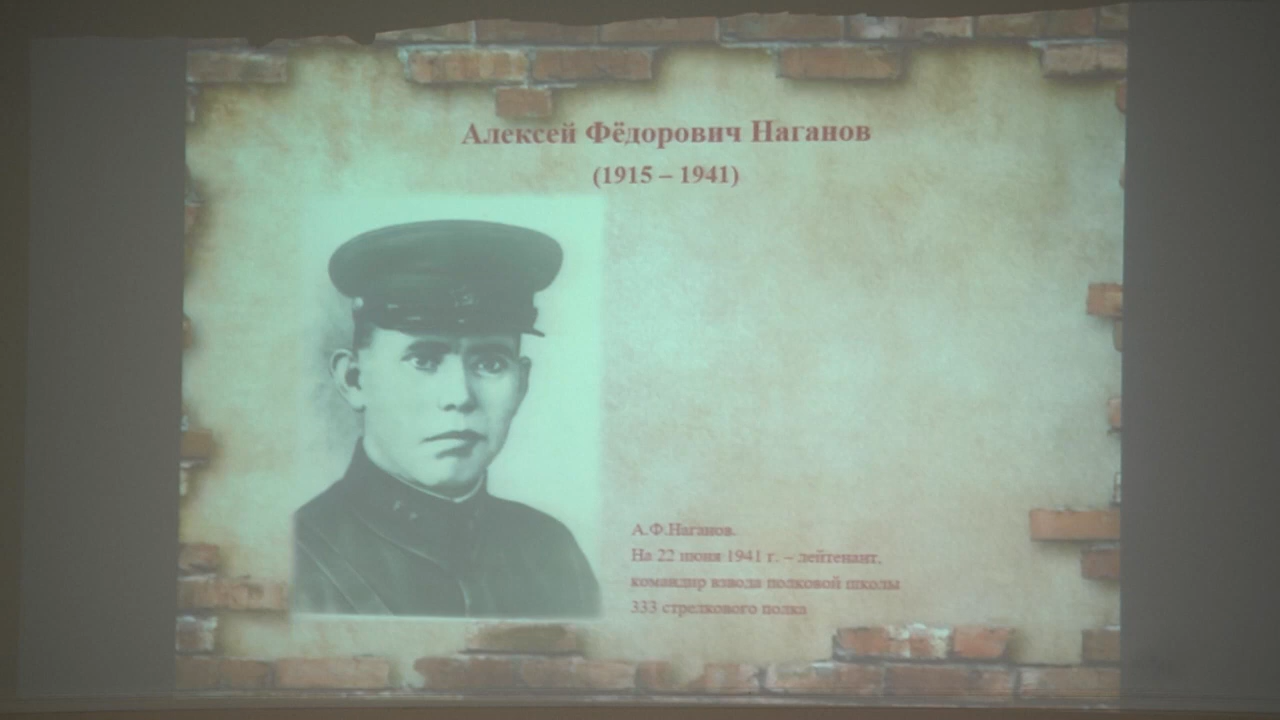 Алексей Фёдорович Наганов
(1915 – 1941)
А.Ф.Наганов.
На 22 июня 1941 г. – лейтенант,
командир взвода полковой школы
333 стрелкового полка